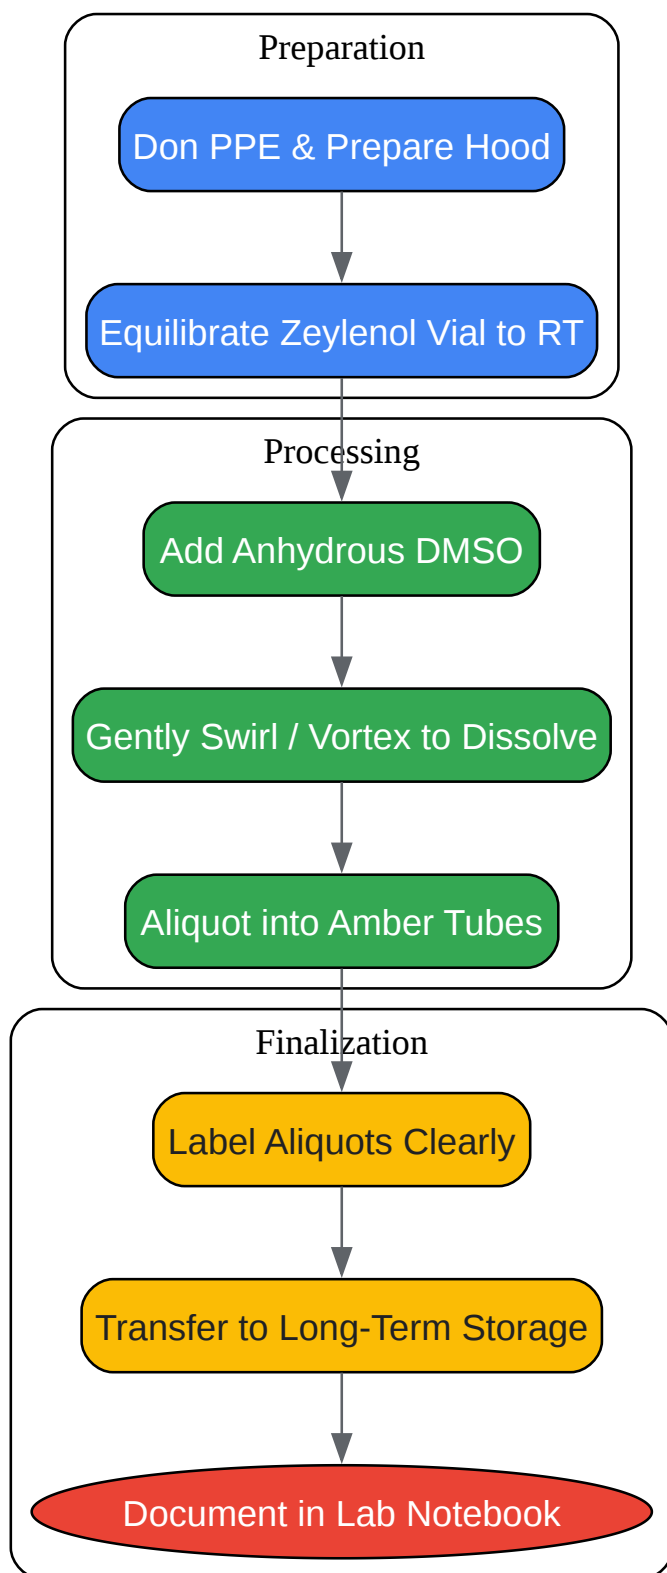 Preparation
Don PPE & Prepare Hood
Equilibrate Zeylenol Vial to RT
Processing
Add Anhydrous DMSO
Gently Swirl / Vortex to Dissolve
Aliquot into Amber Tubes
Finalization
Label Aliquots Clearly
Transfer to Long-Term Storage
Document in Lab Notebook